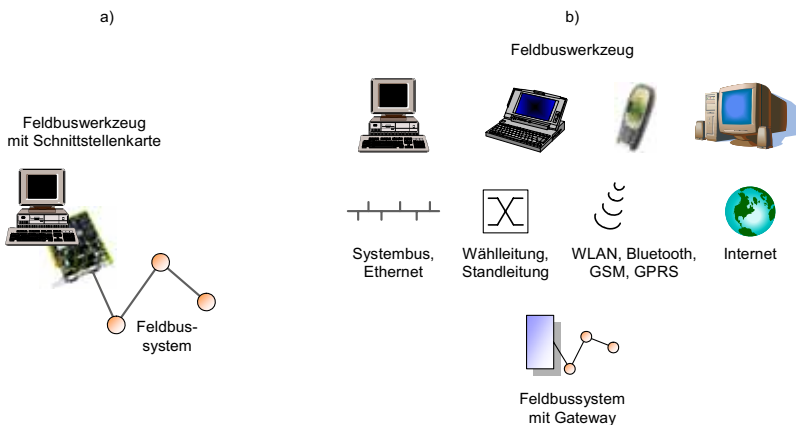 a)
Feldbuswerkzeug
mit Schnittstellenkarte
Feldbus-
system
b)
Feldbuswerkzeug
Systembus,
Ethernet
Wählleitung,
Standleitung
WLAN, Bluetooth,
GSM, GPRS
Internet
Feldbussystem
mit Gateway